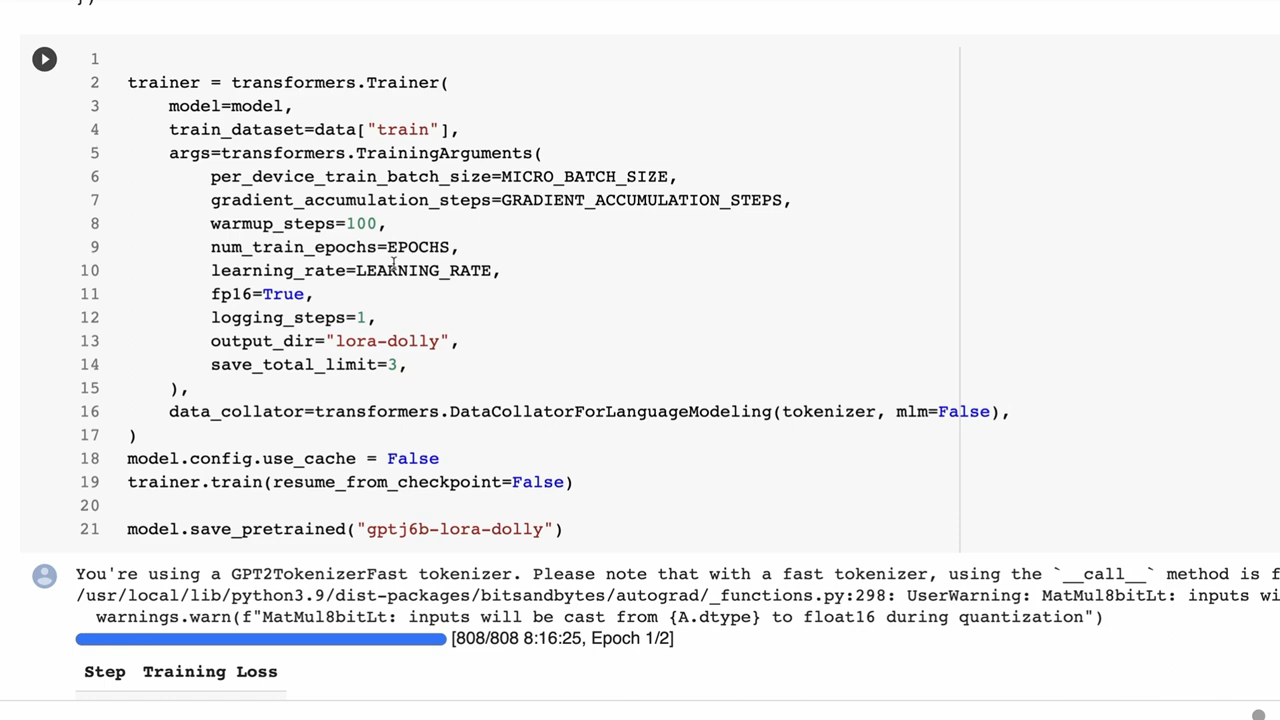 1
2 trainer = transformers.Trainer(
3     model=model,
4     train_dataset=data["train"],
5     args=transformers.TrainingArguments(
6         per_device_train_batch_size=MICRO_BATCH_SIZE,
7         gradient_accumulation_steps=GRADIENT_ACCUMULATION_STEPS,
8         warmup_steps=100,
9         num_train_epochs=EPOCHS,
10         learning_rate=LEARNING_RATE,
11         fp16=True,
12         logging_steps=1,
13         output_dir="lora-dolly",
14         save_total_limit=3,
15     ),
16     data_collator=transformers.DataCollatorForLanguageModeling(tokenizer, mlm=False),
17 )
18 model.config.use_cache = False
19 trainer.train(resume_from_checkpoint=False)
20
21 model.save_pretrained("gptj6b-lora-dolly")
You're using a GPT2TokenizerFast tokenizer. Please note that with a fast tokenizer, using the `__call__` method is f
/usr/local/lib/python3.9/dist-packages/bitsandbytes/autograd/_functions.py:298: UserWarning: MatMul8bitLt: inputs wi
  warnings.warn(f"MatMul8bitLt: inputs will be cast from {A.dtype} to float16 during quantization")
[808/808 8:16:25, Epoch 1/2]
Step Training Loss